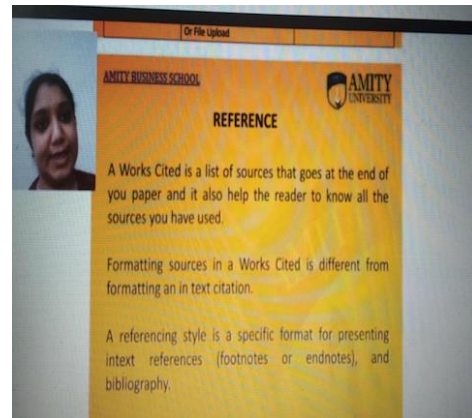 Or File Upload
AMITY BUSINESS SCHOOL
AMITY
UNIVERSITY
REFERENCE
A Works Cited is a list of sources that goes at the end of
you paper and it also help the reader to know all the
sources you have used.
Formatting sources in a Works Cited is different from
formatting an in text citation.
A referencing style is a specific format for presenting
intext references (footnotes or endnotes), and
bibliography.